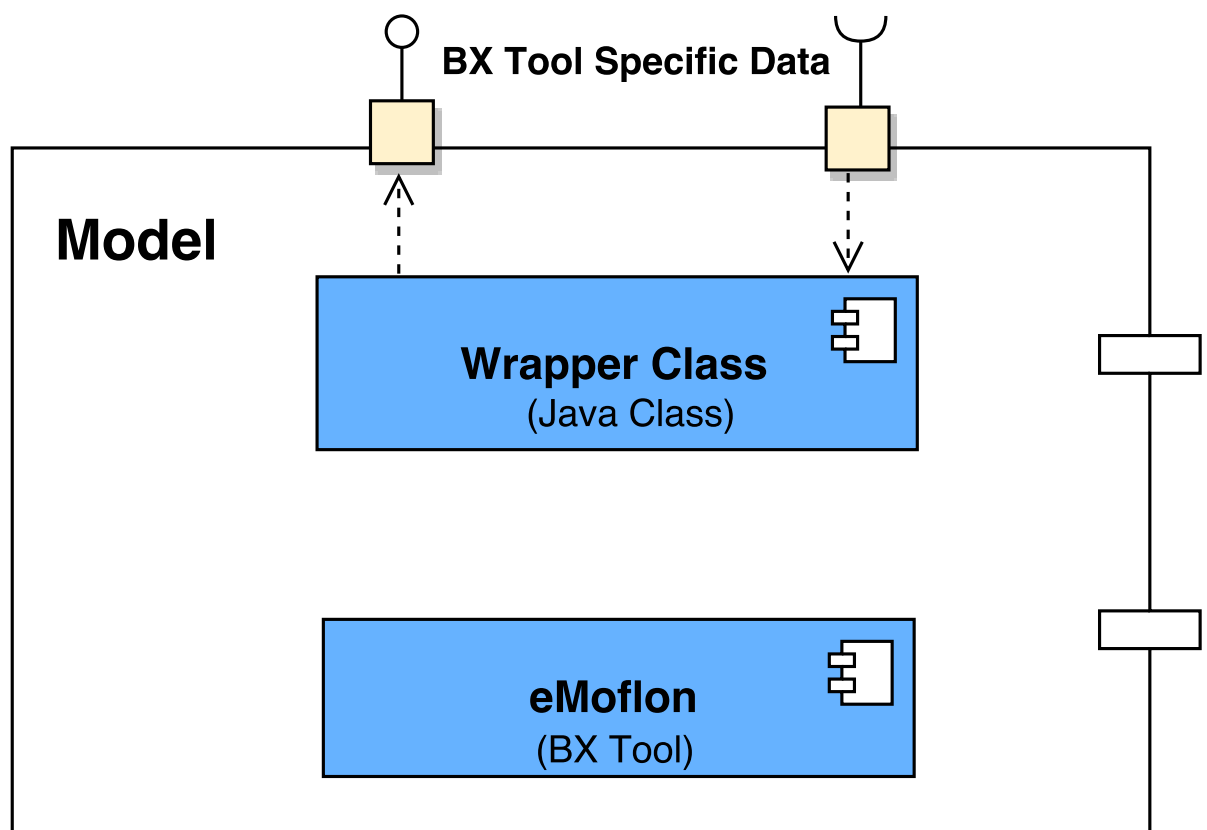 BX Tool Specific Data
Model
Wrapper Class
(Java Class)
eMoflon
(BX Tool)